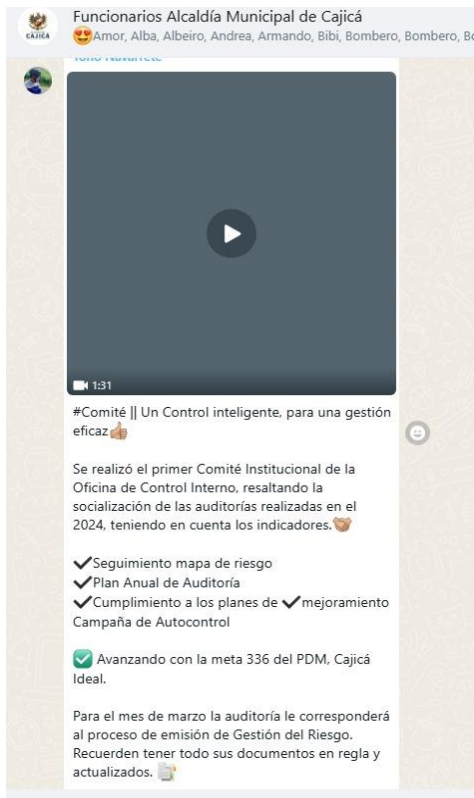 CAJICÁ
Funcionarios Alcaldía Municipal de Cajicá
😍Amor, Alba, Albeiro, Andrea, Armando, Bibi, Bombero, Bombero, Bo
Toño Navarrete
1:31
#Comité || Un Control inteligente, para una gestión
eficaz👍🏼
Se realizó el primer Comité Institucional de la
Oficina de Control Interno, resaltando la
socialización de las auditorías realizadas en el
2024, teniendo en cuenta los indicadores.🤝🏼
✔Seguimiento mapa de riesgo
✔Plan Anual de Auditoría
✔Cumplimiento a los planes de ✔mejoramiento
Campaña de Autocontrol
✅ Avanzando con la meta 336 del PDM, Cajicá
Ideal.
Para el mes de marzo la auditoría le corresponderá
al proceso de emisión de Gestión del Riesgo.
Recuerden tener todo sus documentos en regla y
actualizados. 📑